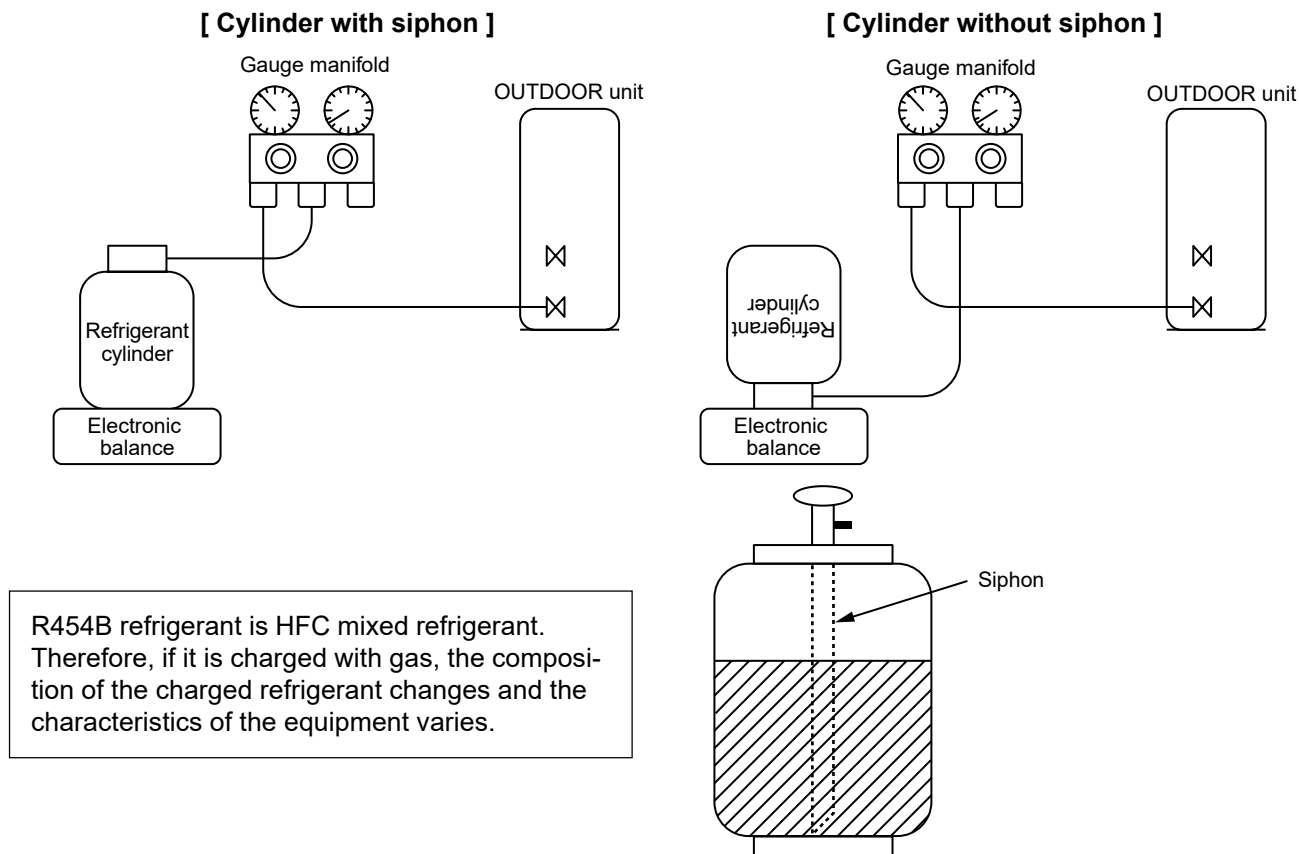 [ Cylinder with siphon ]
Gauge manifold
OUTDOOR unit
Refrigerant
cylinder
Electronic
balance
[ Cylinder without siphon ]
Gauge manifold
OUTDOOR unit
Refrigerant
cylinder
Electronic
balance
Siphon
R454B refrigerant is HFC mixed refrigerant.
Therefore, if it is charged with gas, the composi-
tion of the charged refrigerant changes and the
characteristics of the equipment varies.